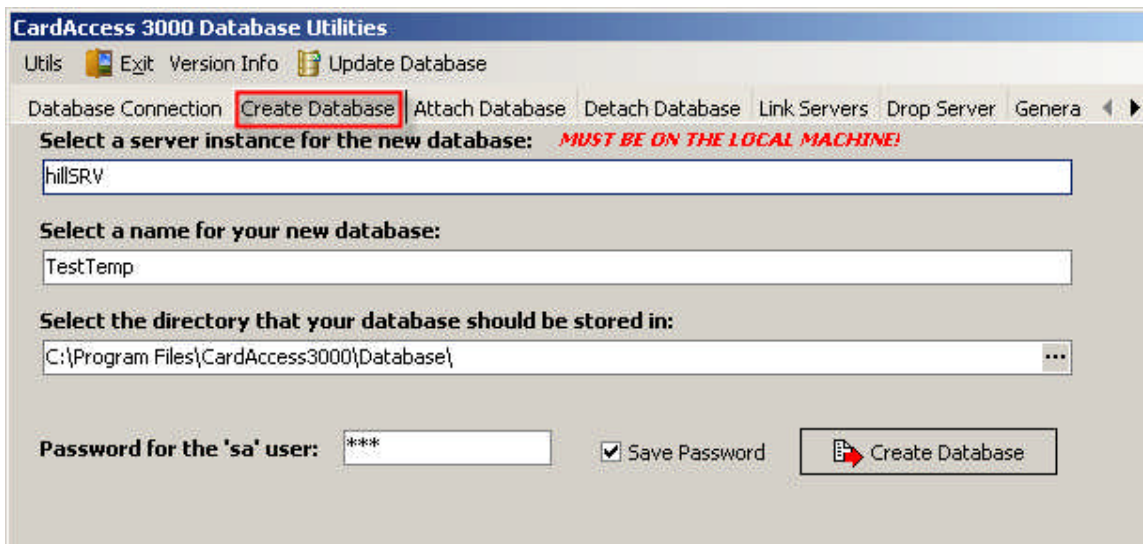 CardAccess 3000 Database Utilities
Utils Exit Version Info Update Database
Database Connection Create Database Attach Database Detach Database Link Servers Drop Server Genera
Select a server instance for the new database: MUST BE ON THE LOCAL MACHINE!
hillSRV
Select a name for your new database:
TestTemp
Select the directory that your database should be stored in:
C:\Program Files\CardAccess3000\Database\ ...
Password for the 'sa' user: *** Save Password Create Database